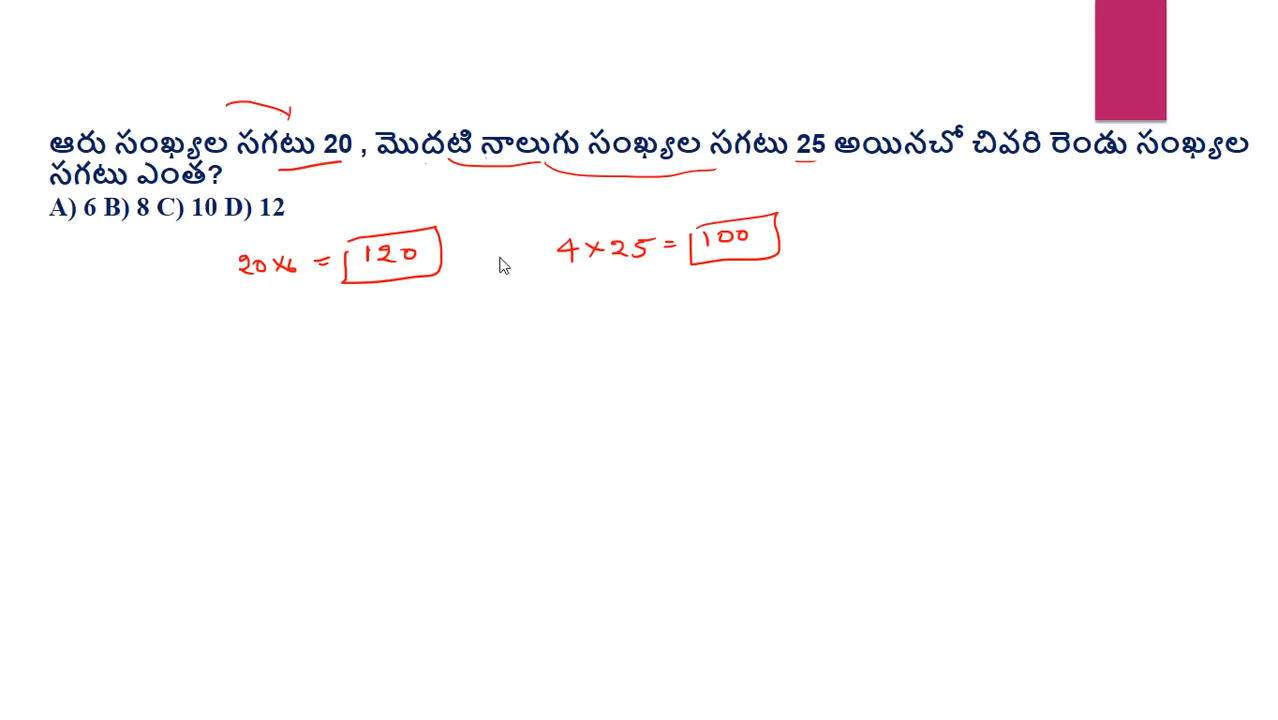 ఆరు సంఖ్యల సగటు 20 , మొదటి నాలుగు సంఖ్యల సగటు 25 అయినచో చివరి రెండు సంఖ్యల
సగటు ఎంత?
A) 6 B) 8 C) 10 D) 12
20 x 6 = 120 4 x 25 = 100